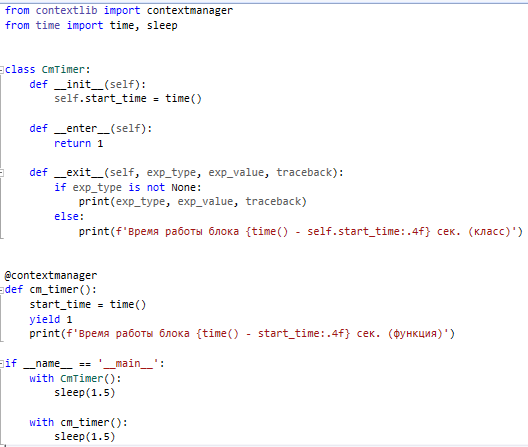 from contextlib import contextmanager
from time import time, sleep
class CmTimer:
    def __init__(self):
        self.start_time = time()
    def __enter__(self):
        return 1
    def __exit__(self, exp_type, exp_value, traceback):
        if exp_type is not None:
            print(exp_type, exp_value, traceback)
        else:
            print(f'Время работы блока {time() - self.start_time:.4f} сек. (класс)')
@contextmanager
def cm_timer():
    start_time = time()
    yield 1
    print(f'Время работы блока {time() - start_time:.4f} сек. (функция)')
if __name__ == '__main__':
    with CmTimer():
        sleep(1.5)
    with cm_timer():
        sleep(1.5)